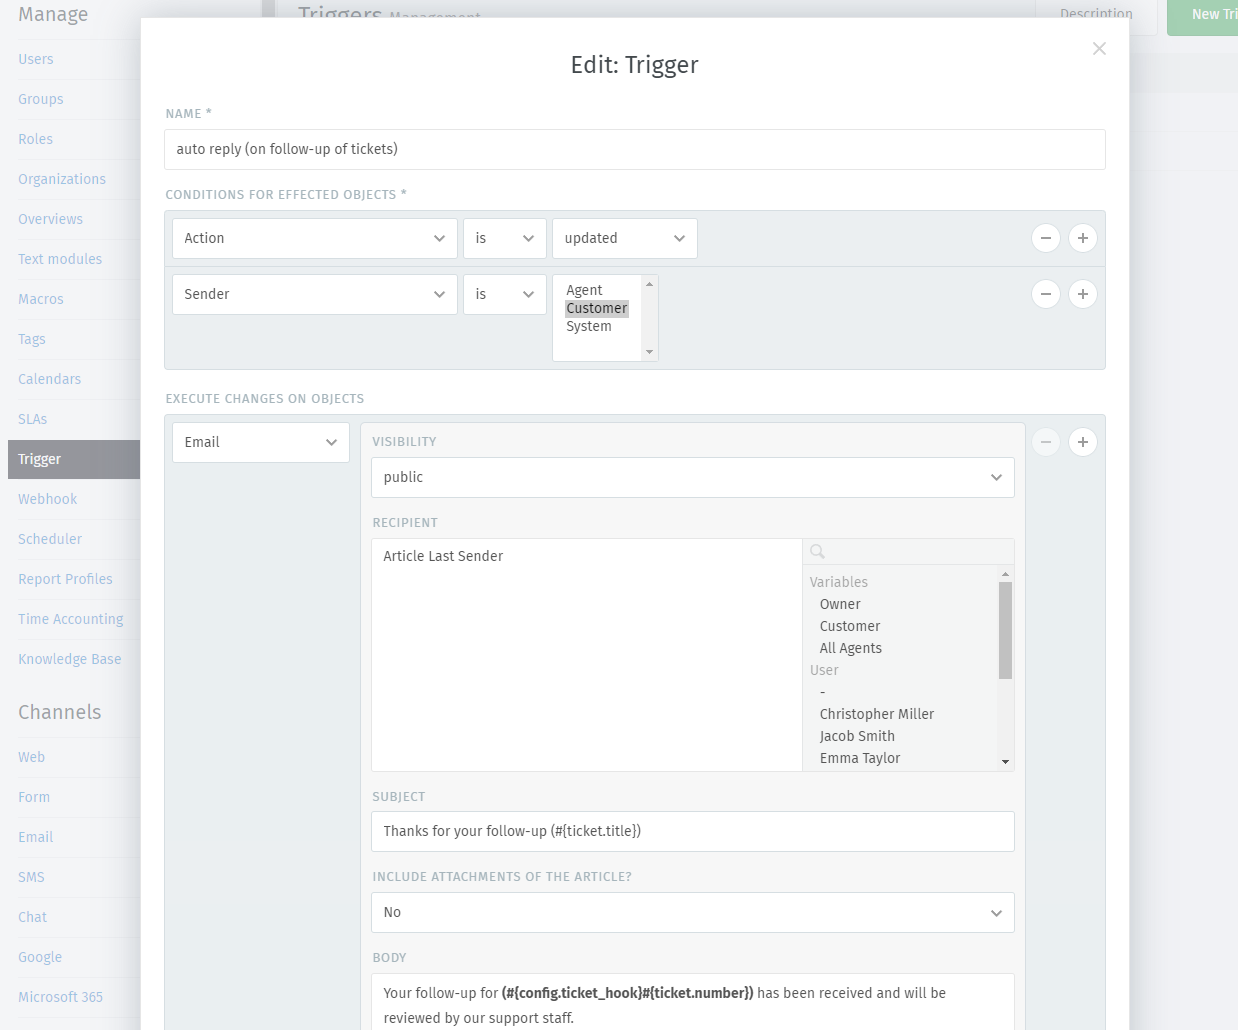 Manage
Triggers Management
Description
New Tri
Users
Groups
Roles
Organizations
Overviews
Text modules
Macros
Tags
Calendars
SLAs
Trigger
Webhook
Scheduler
Report Profiles
Time Accounting
Knowledge Base
Channels
Web
Form
Email
SMS
Chat
Google
Microsoft 365
Edit: Trigger
NAME *
auto reply (on follow-up of tickets)
CONDITIONS FOR EFFECTED OBJECTS *
Action is updated
Sender is
Agent
Customer
System
EXECUTE CHANGES ON OBJECTS
Email
VISIBILITY
public
RECIPIENT
Article Last Sender
Variables
Owner
Customer
All Agents
User
-
Christopher Miller
Jacob Smith
Emma Taylor
SUBJECT
Thanks for your follow-up (#{ticket.title})
INCLUDE ATTACHMENTS OF THE ARTICLE?
No
BODY
Your follow-up for (#{config.ticket_hook}#{ticket.number}) has been received and will be
reviewed by our support staff.